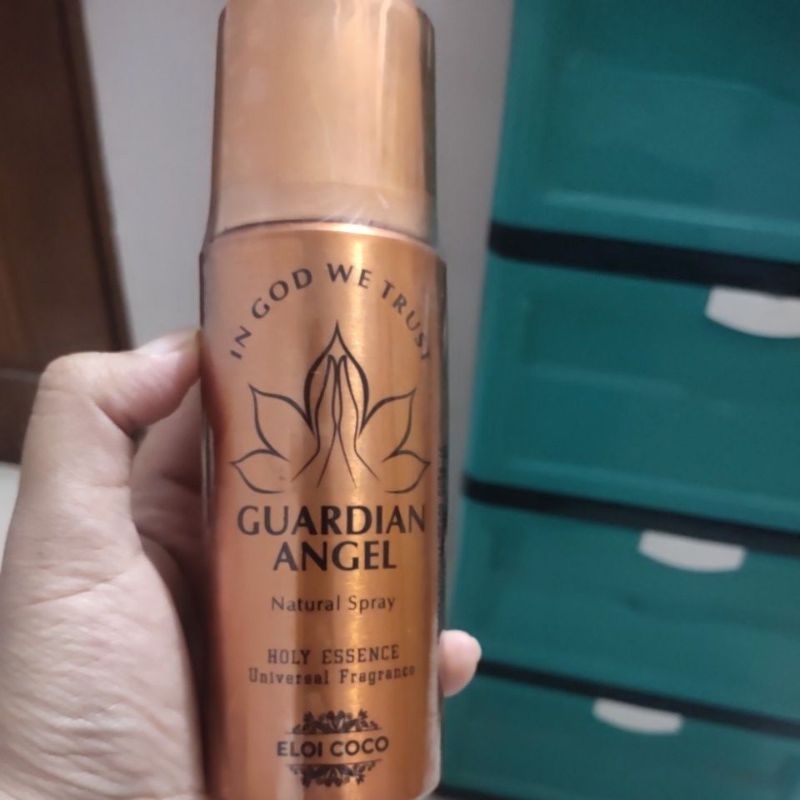 IN GOD WE TRUST
GUARDIAN
ANGEL
Natural Spray
HOLY ESSENCE
Universal Fragrance
ELOI COCO